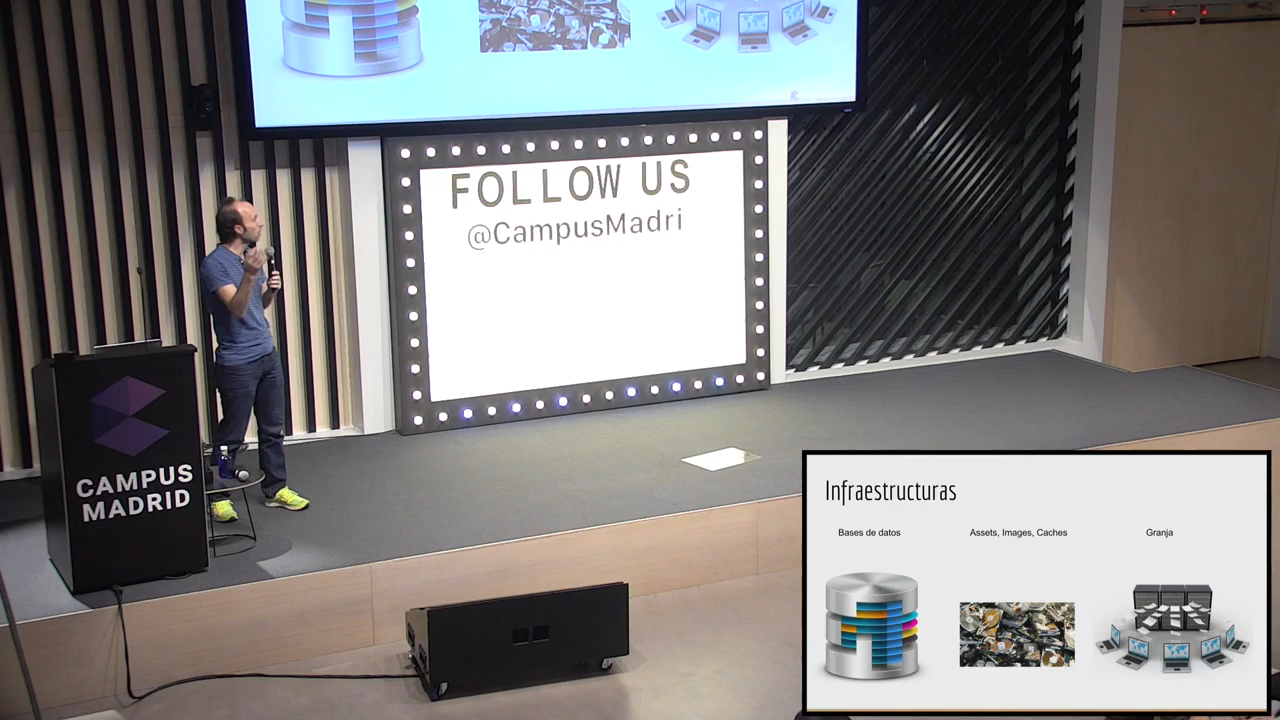 FOLLOW US
@CampusMadri
CAMPUS
MADRID
Infraestructuras
Bases de datos
Assets, Images, Caches
Granja